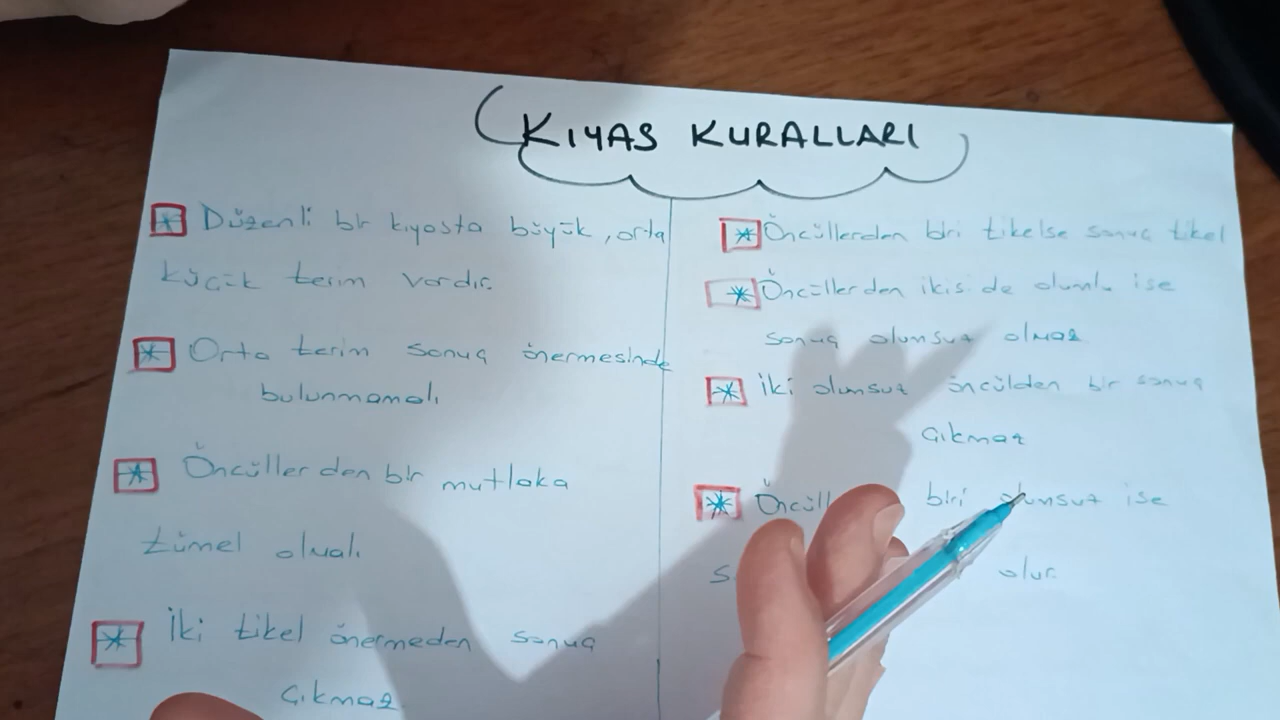 KIYAS KURALLARI
* Düzenli bir kıyasta büyük, orta
küçük terim vardır.
* Orta terim sonuç önermesinde
bulunmamalı
* Öncüllerden bir mutlaka
tümel olmalı
* İki tikel önermeden sonuç
çıkmaz.
* Öncüllerden biri tikelse sonuç tikel
* Öncüllerden ikisi de olumlu ise
sonuç olumsuz olmaz
* İki olumsuz öncülden bir sonuç
çıkmaz
* biri olumsuz ise
olur.